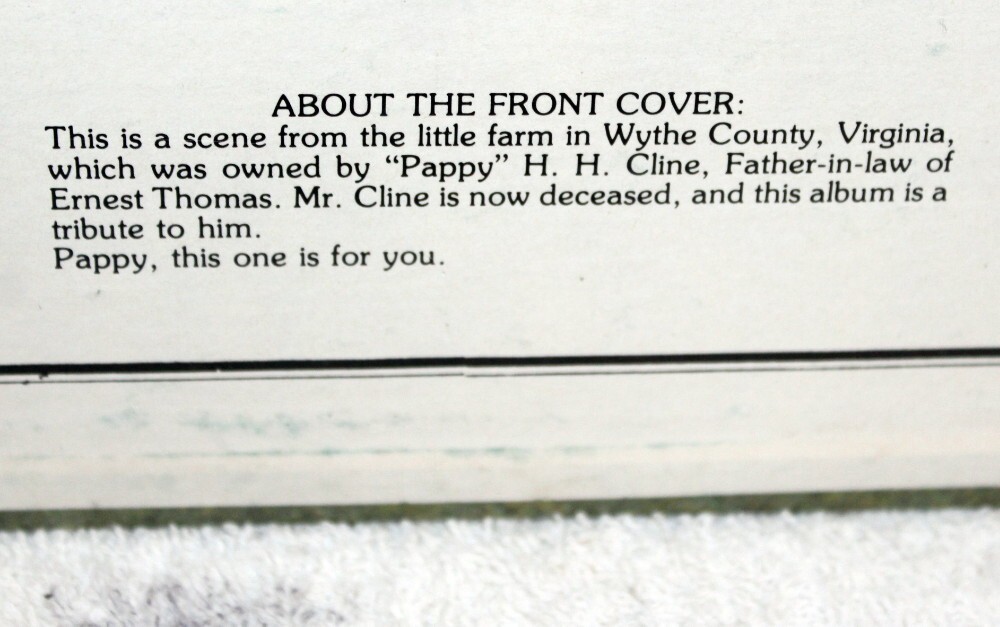 ABOUT THE FRONT COVER:
This is a scene from the little farm in Wythe County, Virginia,
which was owned by “Pappy” H. H. Cline, Father-in-law of
Ernest Thomas. Mr. Cline is now deceased, and this album is a
tribute to him.
Pappy, this one is for you.